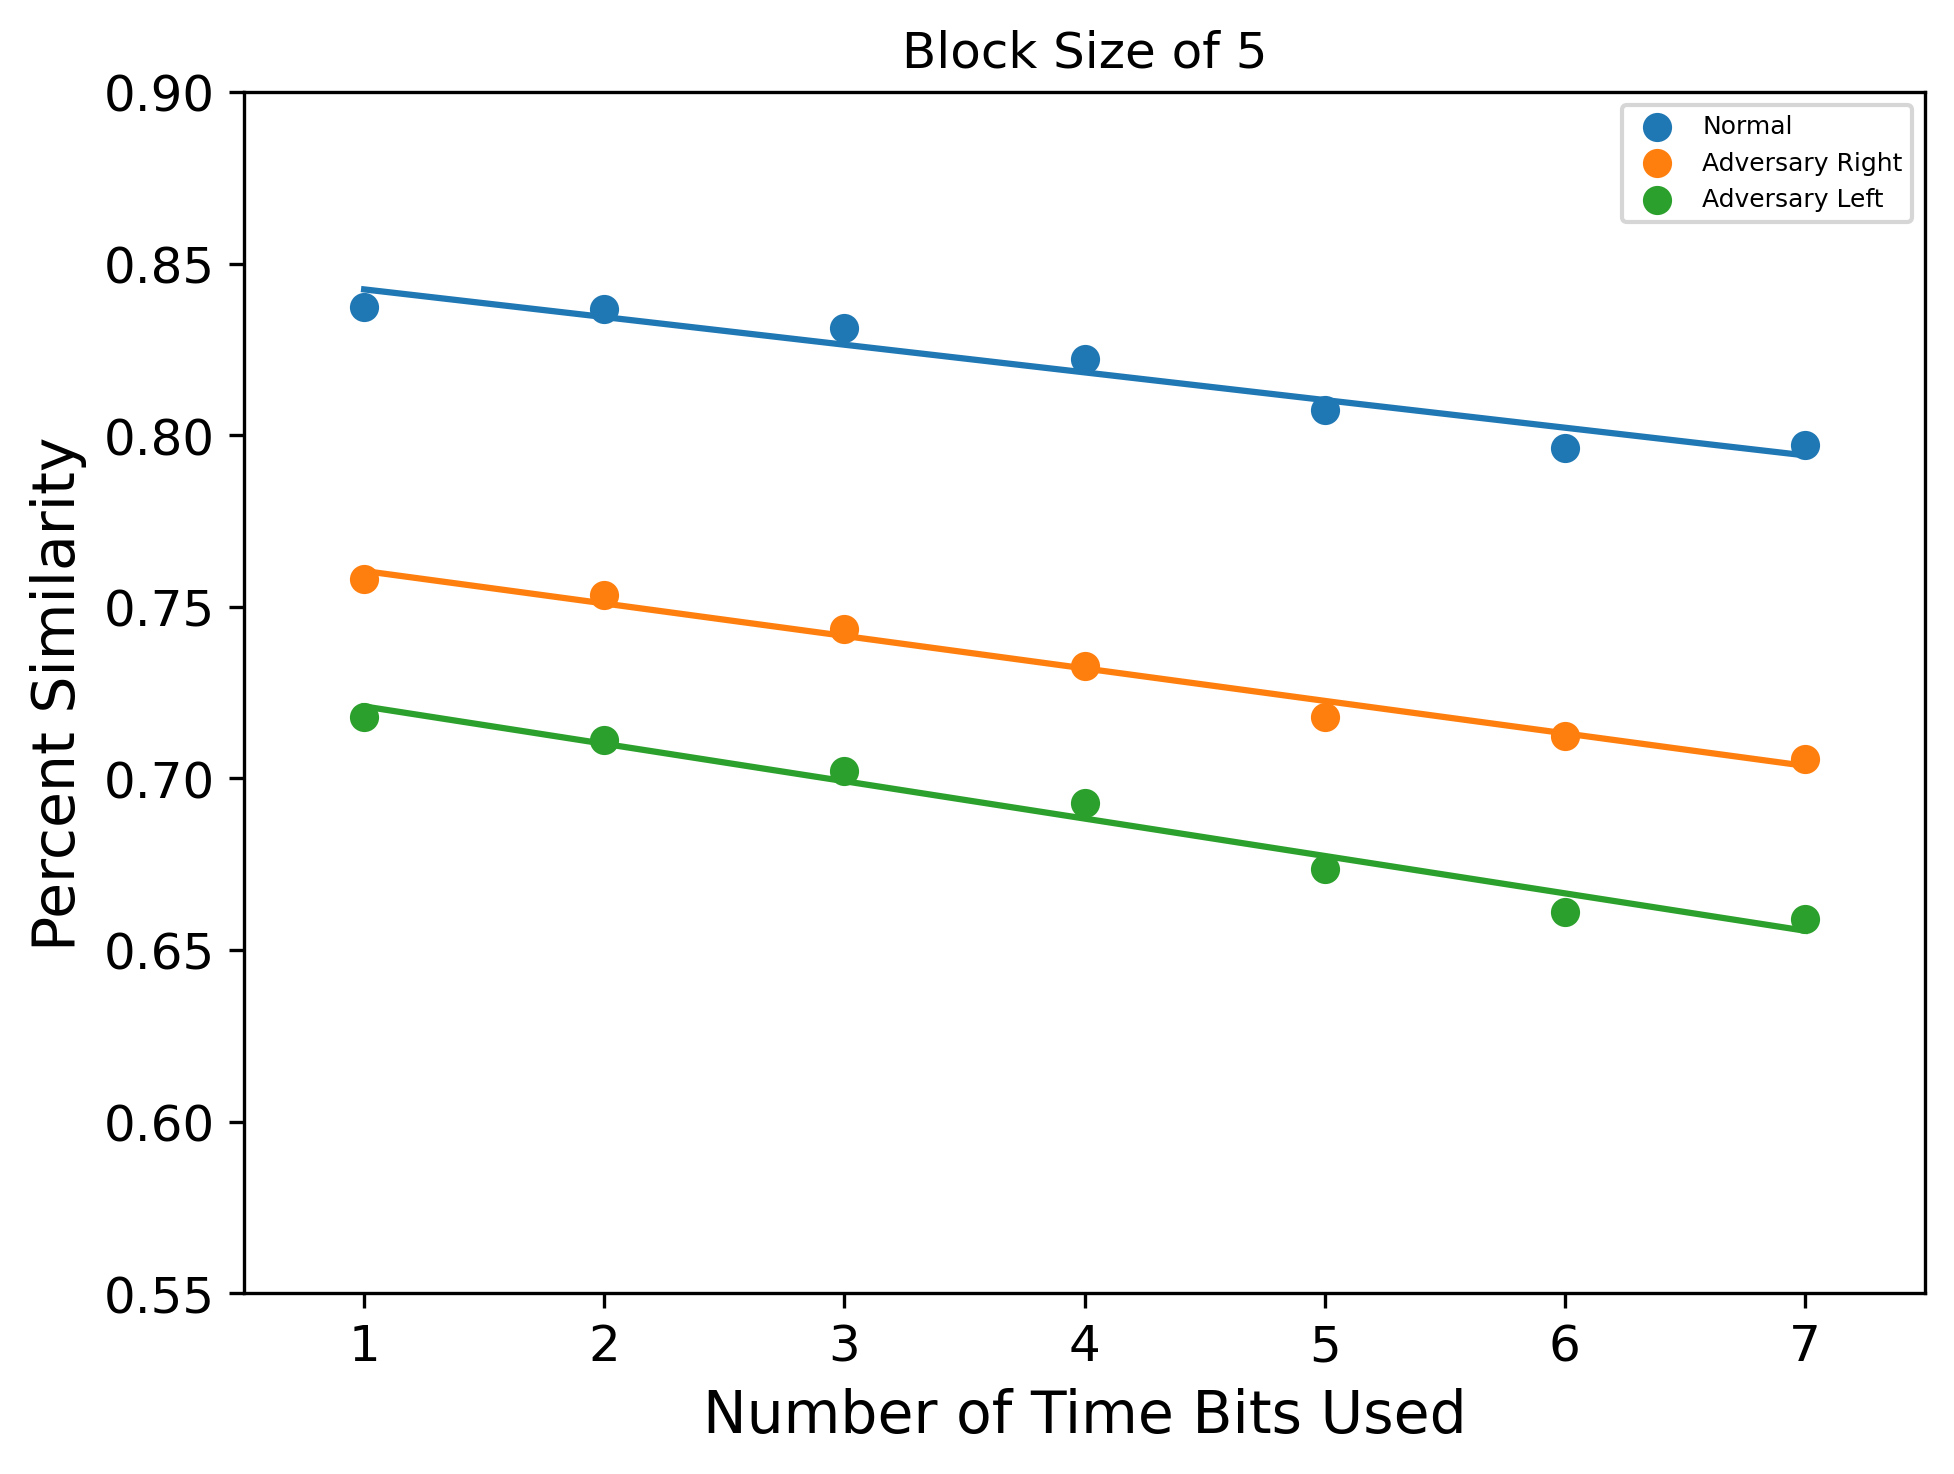 Block Size of 5
0.90
0.85
0.80
0.75
0.70
0.65
0.60
0.55
Percent Similarity
Normal
Adversary Right
Adversary Left
1 2 3 4 5 6 7
Number of Time Bits Used